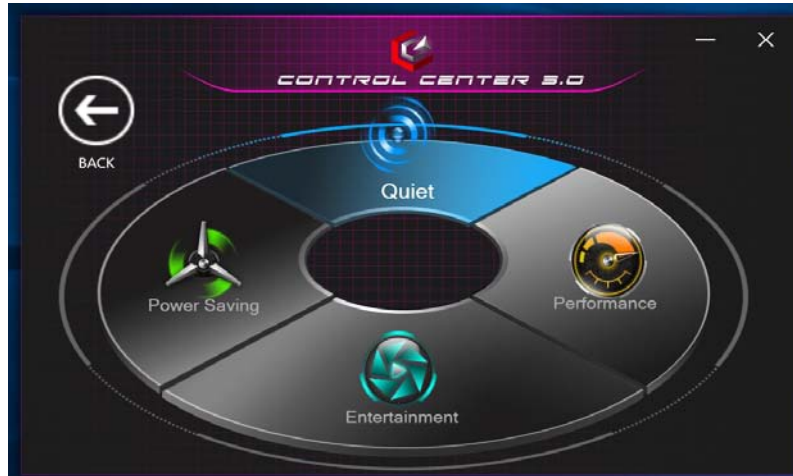 CONTROL CENTER 3.0
BACK
Quiet
Power Saving
Performance
Entertainment